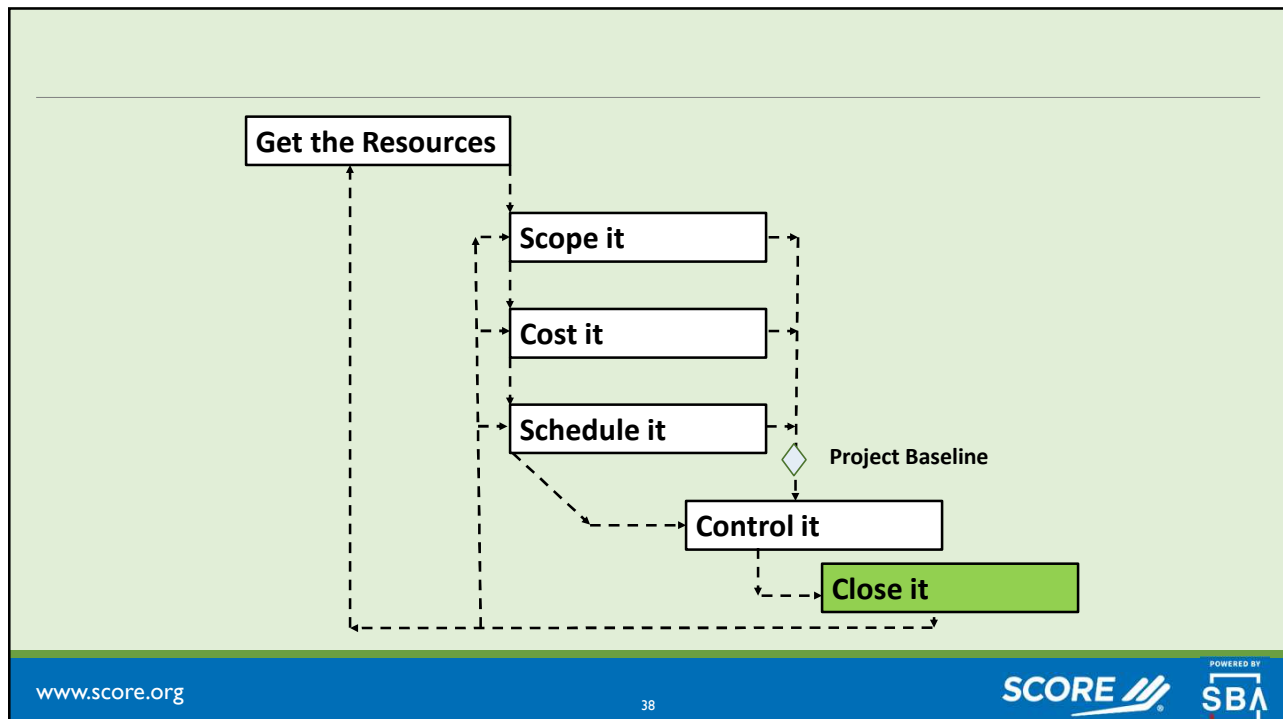 Get the Resources
Scope it
Cost it
Schedule it
Project Baseline
Control it
Close it
www.score.org
38
SCORE
POWERED BY
SBA